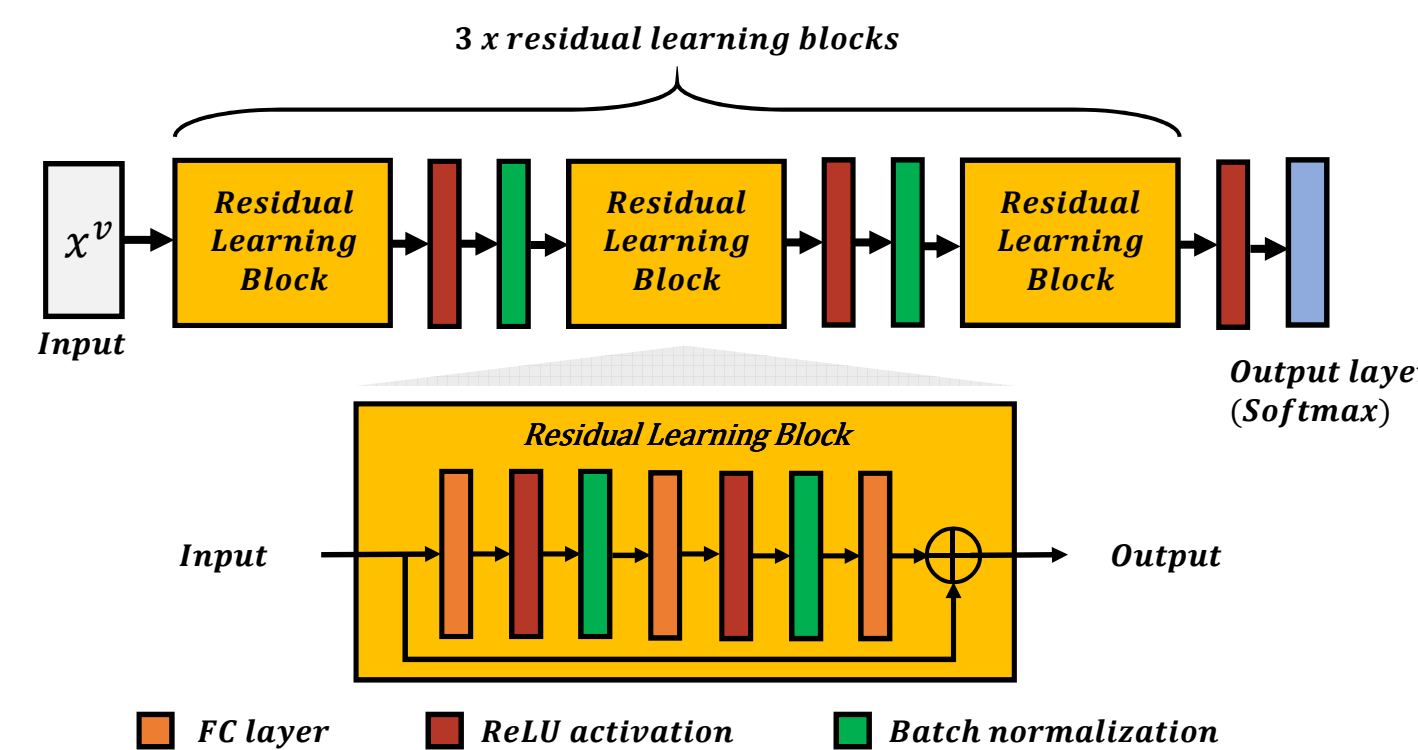 3 x residual learning blocks
x^v
Residual
Learning
Block
Residual
Learning
Block
Residual
Learning
Block
Input
Output laye
(Softmax)
Residual Learning Block
Input
Output
FC layer
ReLU activation
Batch normalization